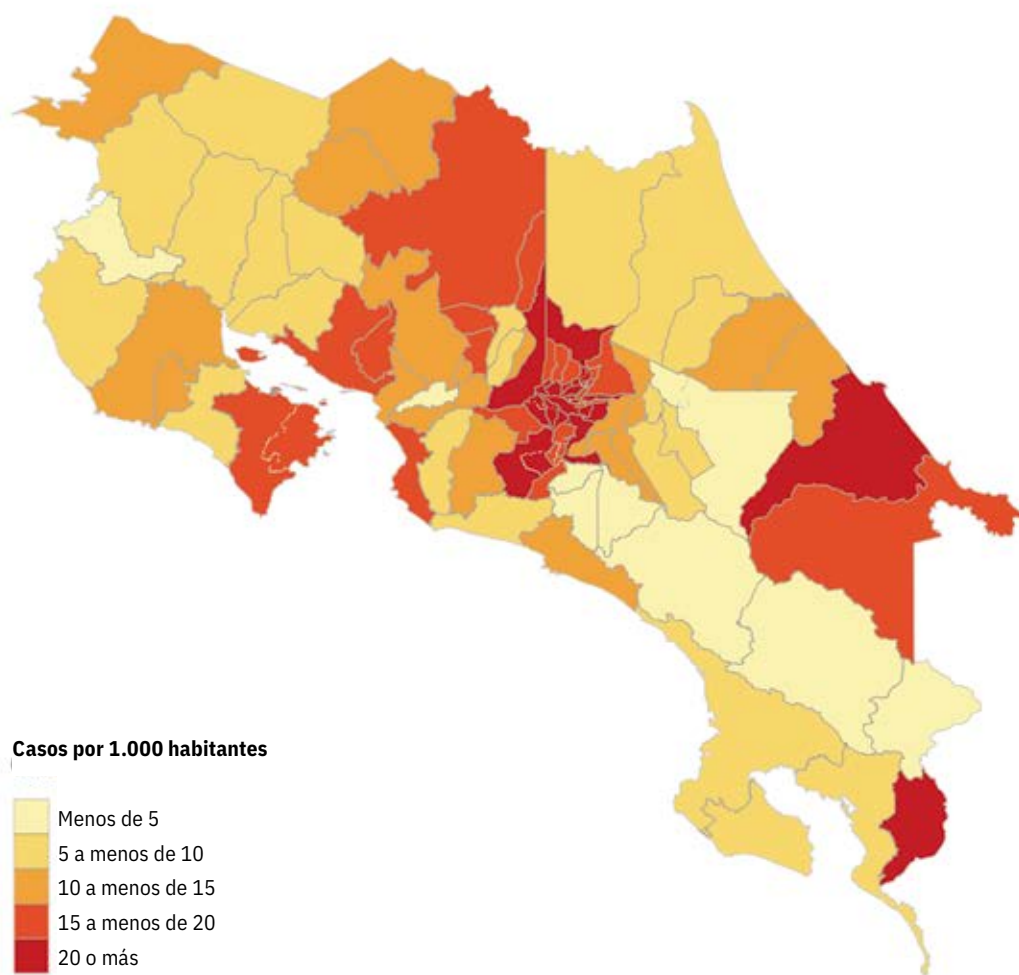 Casos por 1.000 habitantes
Menos de 5
5 a menos de 10
10 a menos de 15
15 a menos de 20
20 o más